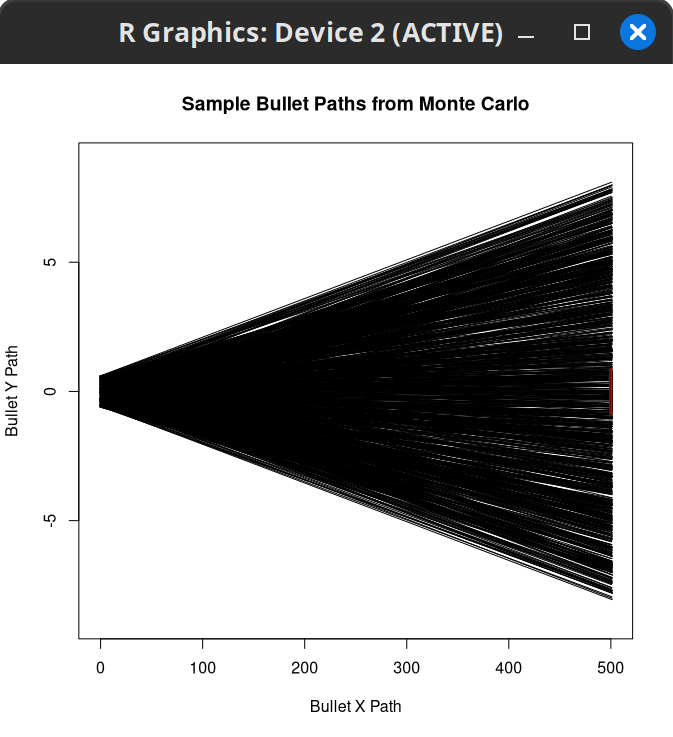 R Graphics: Device 2 (ACTIVE)
Sample Bullet Paths from Monte Carlo
5
0
-5
Bullet Y Path
0 100 200 300 400 500
Bullet X Path